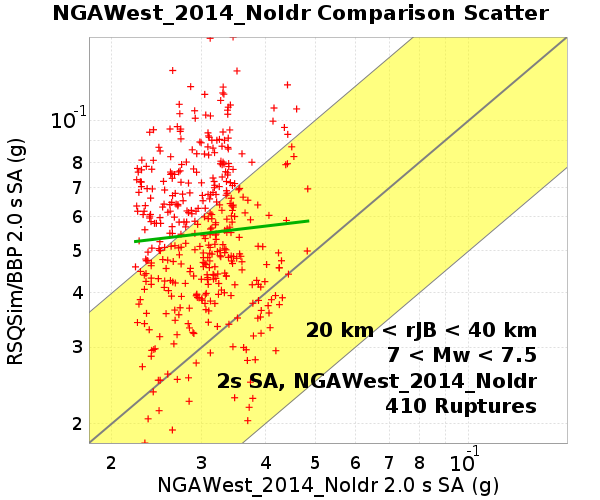 NGAWest_2014_NoIdr Comparison Scatter
RSQSim/BBP 2.0 s SA (g)
10-1
8
7
6
5
4
3
2
20 km < rJB < 40 km
7 < Mw < 7.5
2s SA, NGAWest_2014_NoIdr
410 Ruptures
2 3 4 5 6 7 8 10-1
NGAWest_2014_NoIdr 2.0 s SA (g)